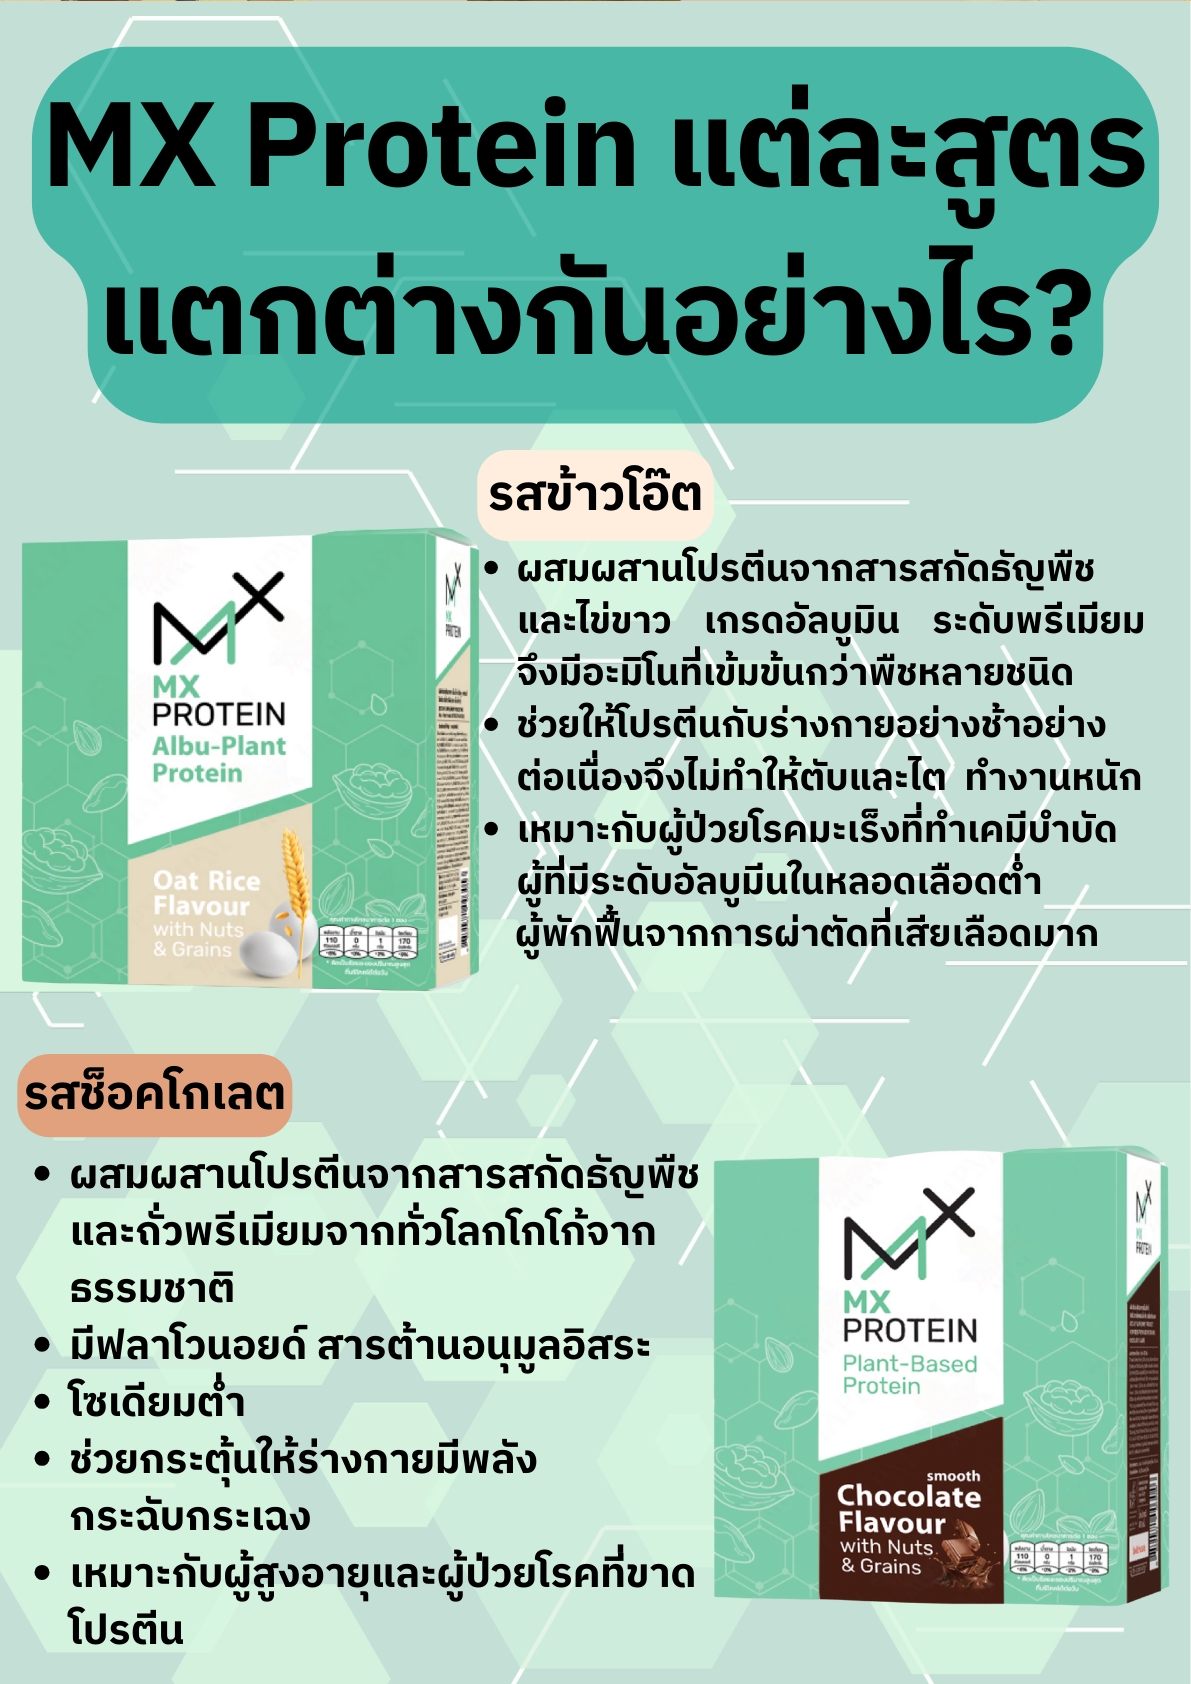 MX Protein แต่ละสูตร
แตกต่างกันอย่างไร?
รสข้าวโอ๊ต
• ผสมผสานโปรตีนจากสารสกัดธัญพืช
และไข่ขาว เกรดอัลบูมิน ระดับพรีเมียม
จึงมีอะมิโนที่เข้มข้นกว่าพืชหลายชนิด
• ช่วยให้โปรตีนกับร่างกายอย่างช้าอย่าง
ต่อเนื่องจึงไม่ทำให้ตับและไต ทำงานหนัก
• เหมาะกับผู้ป่วยโรคมะเร็งที่ทำเคมีบำบัด
ผู้ที่มีระดับอัลบูมีนในหลอดเลือดต่ำ
ผู้พักฟื้นจากการผ่าตัดที่เสียเลือดมาก
MX
MX
PROTEIN
Albu-Plant
Protein
Oat Rice
Flavour
with Nuts
& Grains
110
0
1
170
MX
MX
PROTEIN
รสช็อคโกเลต
• ผสมผสานโปรตีนจากสารสกัดธัญพืช
และถั่วพรีเมียมจากทั่วโลกโกโก้จาก
ธรรมชาติ
• มีฟลาโวนอยด์ สารต้านอนุมูลอิสระ
• โซเดียมต่ำ
• ช่วยกระตุ้นให้ร่างกายมีพลัง
กระฉับกระเฉง
• เหมาะกับผู้สูงอายุและผู้ป่วยโรคที่ขาด
โปรตีน
MX
MX
PROTEIN
Plant-Based
Protein
smooth
Chocolate
Flavour
with Nuts
& Grains
110
0
1
170
MX
MX
PROTEIN